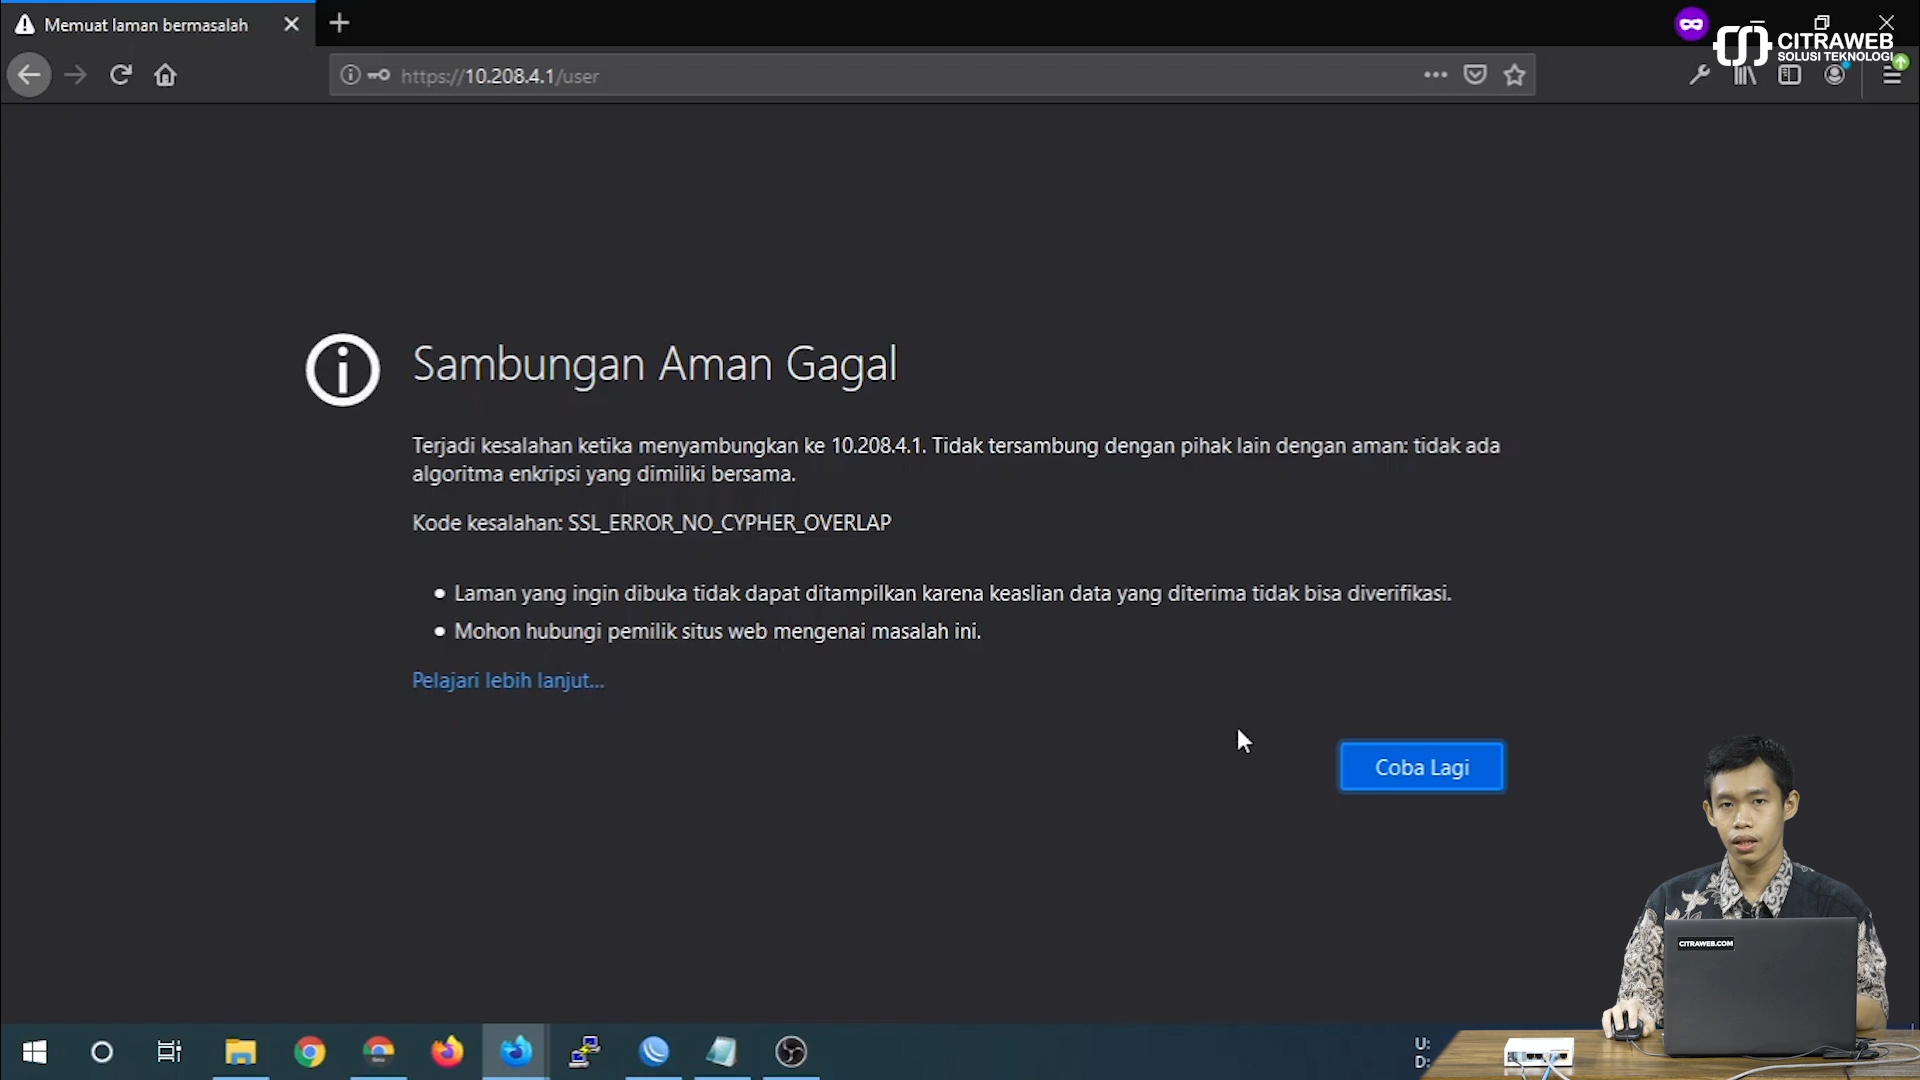 Memuat laman bermasalah
CITRAWEB
SOLUSI TEKNOLOGI
https://10.208.4.1/user
Sambungan Aman Gagal
Terjadi kesalahan ketika menyambungkan ke 10.208.4.1. Tidak tersambung dengan pihak lain dengan aman: tidak ada
algoritma enkripsi yang dimiliki bersama.
Kode kesalahan: SSL_ERROR_NO_CYPHER_OVERLAP
• Laman yang ingin dibuka tidak dapat ditampilkan karena keaslian data yang diterima tidak bisa diverifikasi.
• Mohon hubungi pemilik situs web mengenai masalah ini.
Pelajari lebih lanjut...
Coba Lagi
CITRAWEB.COM
U:
D: